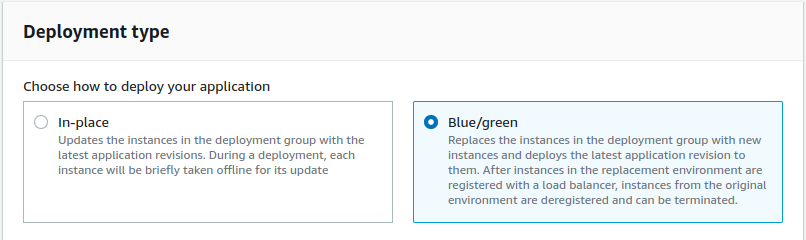 Deployment type
Choose how to deploy your application
In-place
Updates the instances in the deployment group with the
latest application revisions. During a deployment, each
instance will be briefly taken offline for its update
Blue/green
Replaces the instances in the deployment group with new
instances and deploys the latest application revision to
them. After instances in the replacement environment are
registered with a load balancer, instances from the original
environment are deregistered and can be terminated.